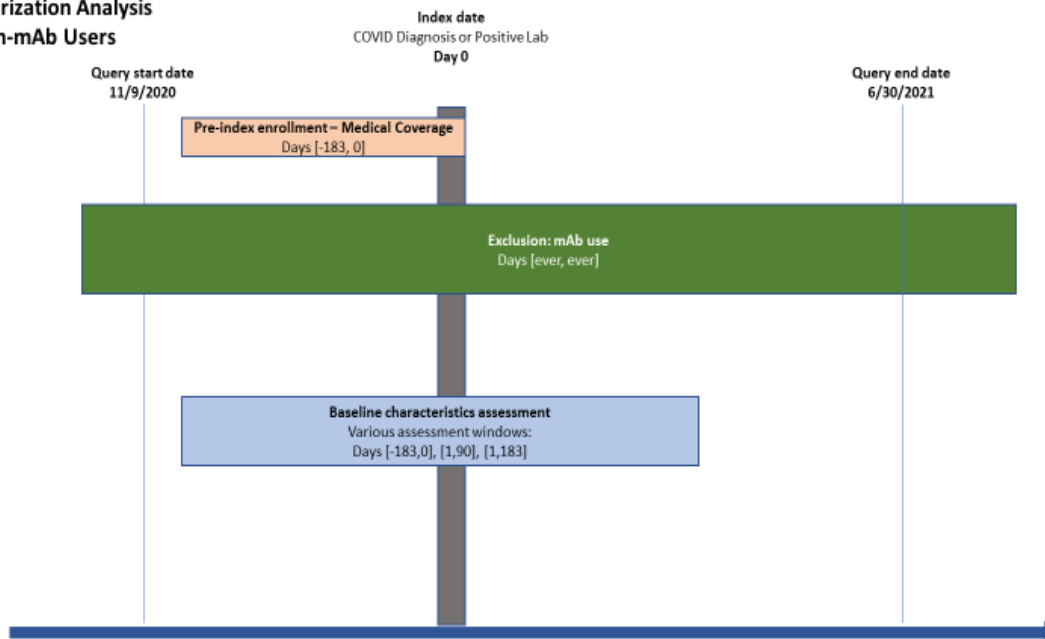 rization Analysis
n-mAb Users
Index date
COVID Diagnosis or Positive Lab
Day 0
Query start date
11/9/2020
Query end date
6/30/2021
Pre-index enrollment – Medical Coverage
Days [-183, 0]
Exclusion: mAb use
Days [ever, ever]
Baseline characteristics assessment
Various assessment windows:
Days [-183,0], [1,90], [1,183]